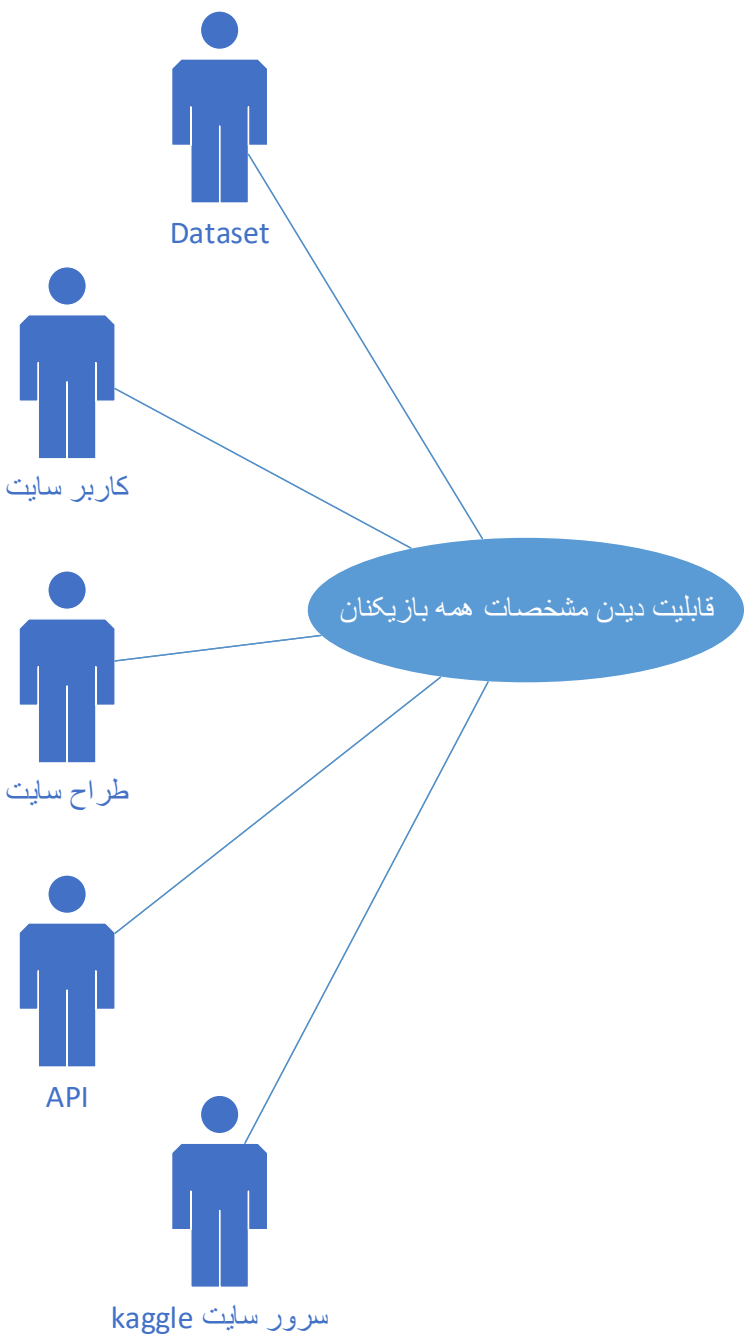 Dataset
کاربر سایت
قابلیت دیدن مشخصات همه بازیکنان
طراح سایت
API
سرور سایت kaggle